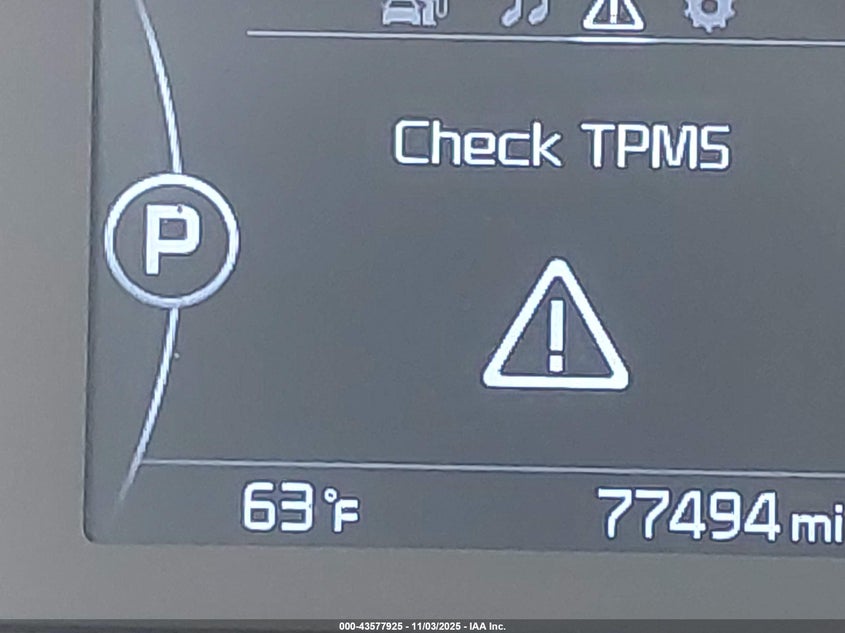 Check TPMS
P
63°F
77494 mi
000-43577925 - 11/03/2025 - IAA Inc.